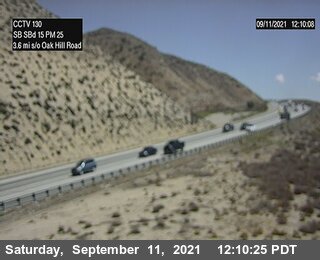 CCTV 130
SB SBd 15 PM 25
3.6 mi s/o Oak Hill Road
09/11/2021 12:10:08
Saturday, September 11, 2021 12:10:25 PDT